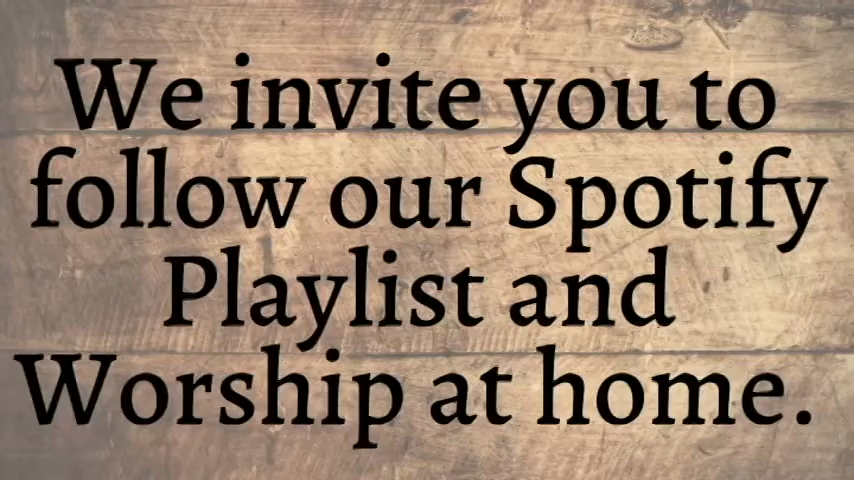 We invite you to
follow our Spotify
Playlist and
Worship at home.